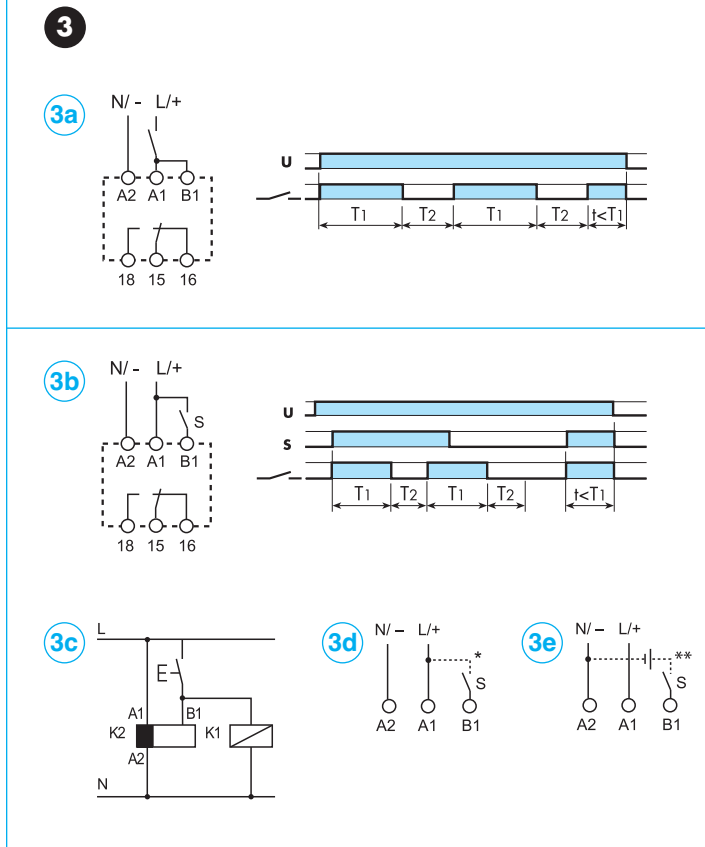 3
3a
N/ - L/+
A2 A1 B1
18 15 16
U
T1 T2 T1 T2 t<T1
3b
N/ - L/+
S
A2 A1 B1
18 15 16
U
S
T1 T2 T1 T2 t<T1
3c
L
E
A1 B1
K2 K1
A2
N
3d
N/ – L/+
*
S
A2 A1 B1
3e
N/ – L/+
**
S
A2 A1 B1